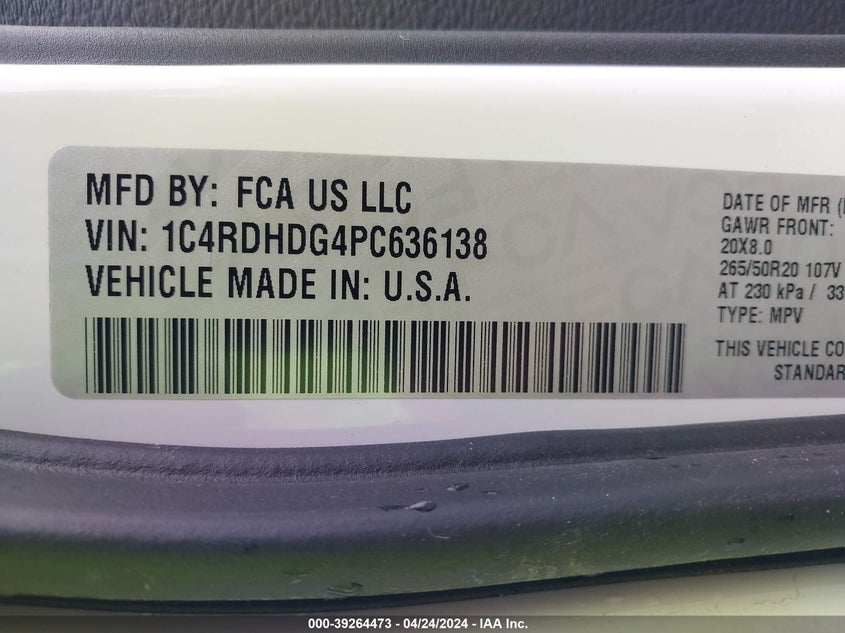 MFD BY: FCA US LLC
VIN: 1C4RDHDG4PC636138
VEHICLE MADE IN: U.S.A.
DATE OF MFR
GAWR FRONT:
20X8.0
265/50R20 107V
AT 230 kPa / 33
TYPE: MPV
THIS VEHICLE
000-39264473 - 04/24/2024 - IAA Inc.